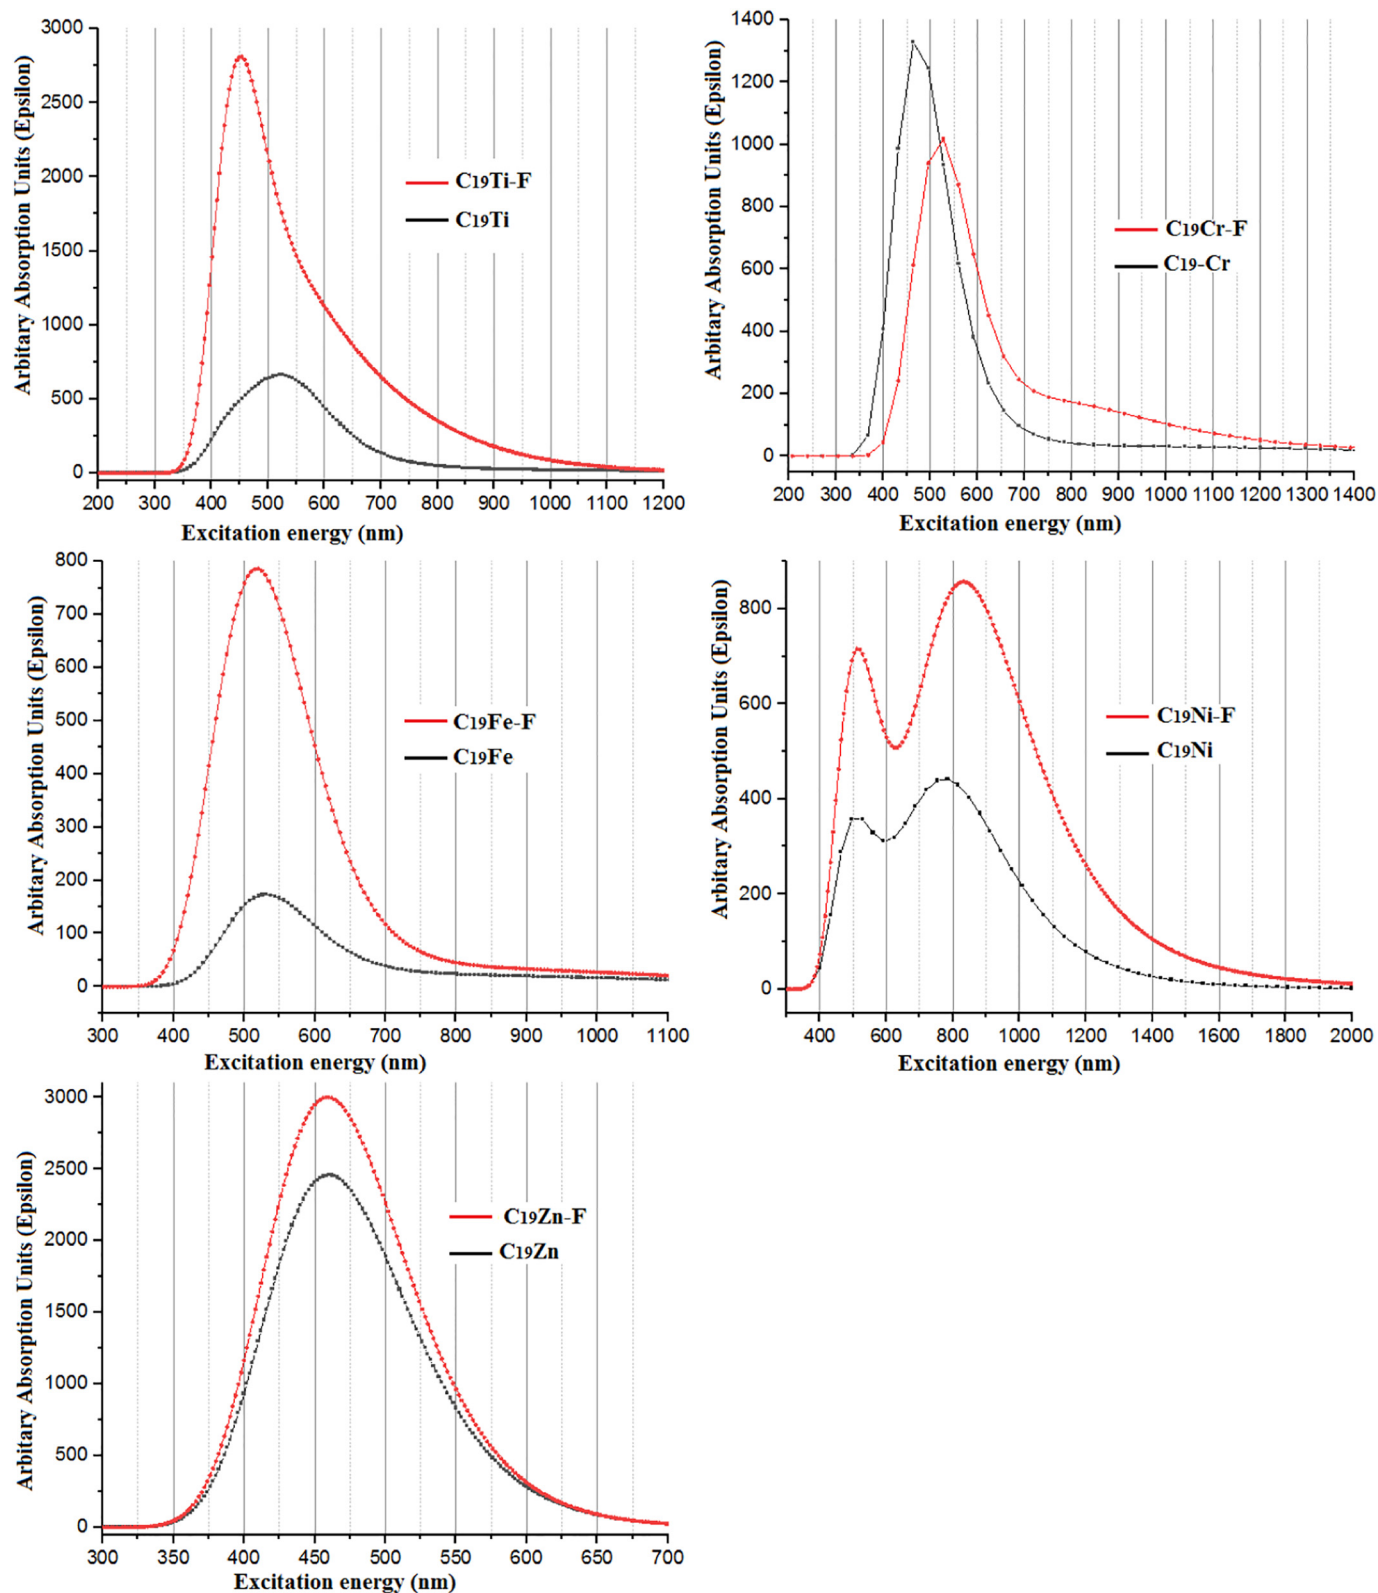 3000
2500
2000
1500
1000
500
0
Arbitary Absorption Units (Epsilon)
C19Ti-F
C19Ti
200 300 400 500 600 700 800 900 1000 1100 1200
Excitation energy (nm)
1400
1200
1000
800
600
400
200
0
Arbitary Absorption Units (Epsilon)
C19Cr-F
C19-Cr
200 300 400 500 600 700 800 900 1000 1100 1200 1300 1400
Excitation energy (nm)
800
700
600
500
400
300
200
100
0
Arbitary Absorption Units (Epsilon)
C19Fe-F
C19Fe
300 400 500 600 700 800 900 1000 1100
Excitation energy (nm)
800
600
400
200
0
Arbitary Absorption Units (Epsilon)
C19Ni-F
C19Ni
400 600 800 1000 1200 1400 1600 1800 2000
Excitation energy (nm)
3000
2500
2000
1500
1000
500
0
Arbitary Absorption Units (Epsilon)
C19Zn-F
C19Zn
300 350 400 450 500 550 600 650 700
Excitation energy (nm)